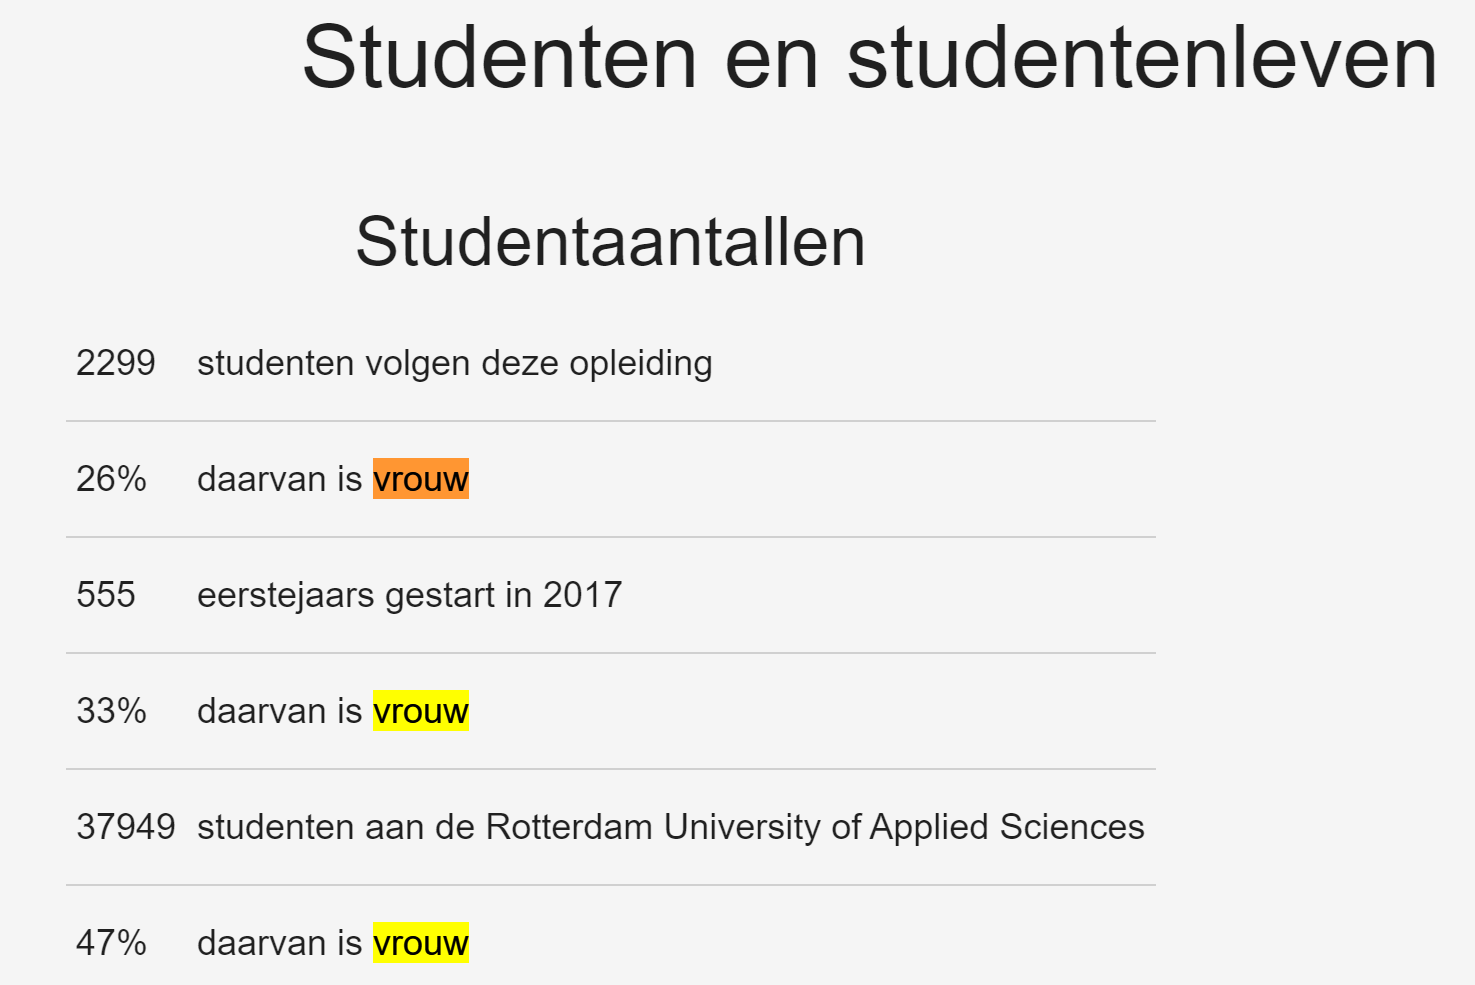 Studenten en studentenleven
Studentaantallen
2299 studenten volgen deze opleiding
26% daarvan is vrouw
555 eerstejaars gestart in 2017
33% daarvan is vrouw
37949 studenten aan de Rotterdam University of Applied Sciences
47% daarvan is vrouw